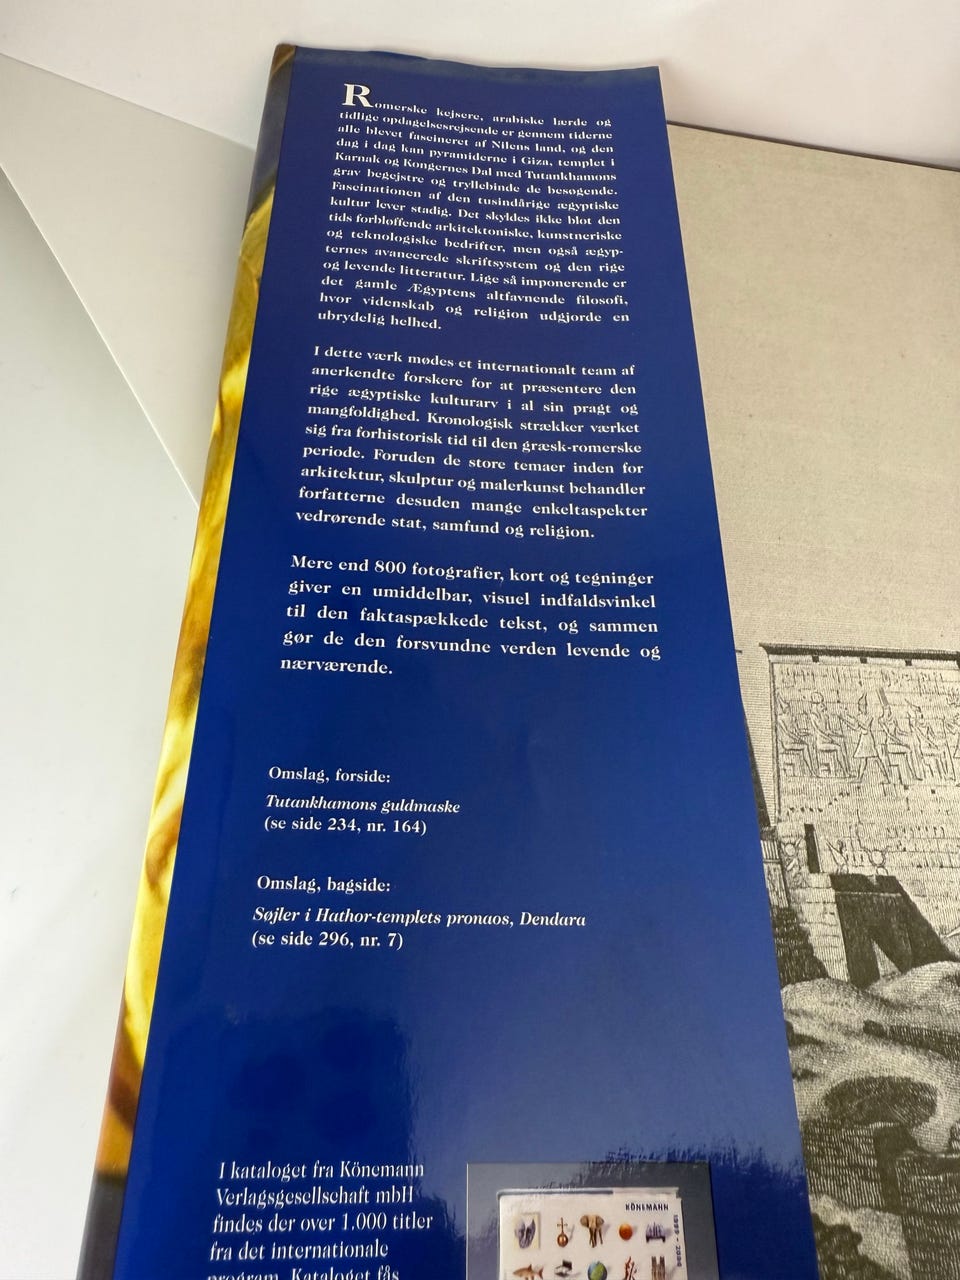 Romerske kejsere, arabiske lærde og
tidlige opdagelsesrejsende er gennem tiderne
alle blevet fascineret af Nilens land, og den
dag i dag kan pyramiderne i Giza, templet i
Karnak og Kongernes Dal med Tutankhamons
grav begejstre og tryllebinde de besøgende.
Fascinationen af den tusindårige ægyptiske
kultur lever stadig. Det skyldes ikke blot den
tids forbløffende arkitektoniske, kunstneriske
og teknologiske bedrifter, men også ægyp-
ternes avancerede skriftsystem og den rige
og levende litteratur. Lige så imponerende er
det gamle Ægyptens altfavnende filosofi,
hvor videnskab og religion udgjorde en
ubrydelig helhed.
I dette værk mødes et internationalt team af
anerkendte forskere for at præsentere den
rige ægyptiske kulturarv i al sin pragt og
mangfoldighed. Kronologisk strækker værket
sig fra forhistorisk tid til den græsk-romerske
periode. Foruden de store temaer inden for
arkitektur, skulptur og malerkunst behandler
forfatterne desuden mange enkeltaspekter
vedrørende stat, samfund og religion.
Mere end 800 fotografier, kort og tegninger
giver en umiddelbar, visuel indfaldsvinkel
til den faktaspækkede tekst, og sammen
gør de den forsvundne verden levende og
nærværende.
Omslag, forside:
Tutankhamons guldmaske
(se side 234, nr. 164)
Omslag, bagside:
Søjler i Hathor-templets pronaos, Dendara
(se side 296, nr. 7)
I kataloget fra Könemann
Verlagsgesellschaft mbH
findes der over 1.000 titler
fra det internationale
program. Kataloget fås
KÖNEMANN
1999 - 2000